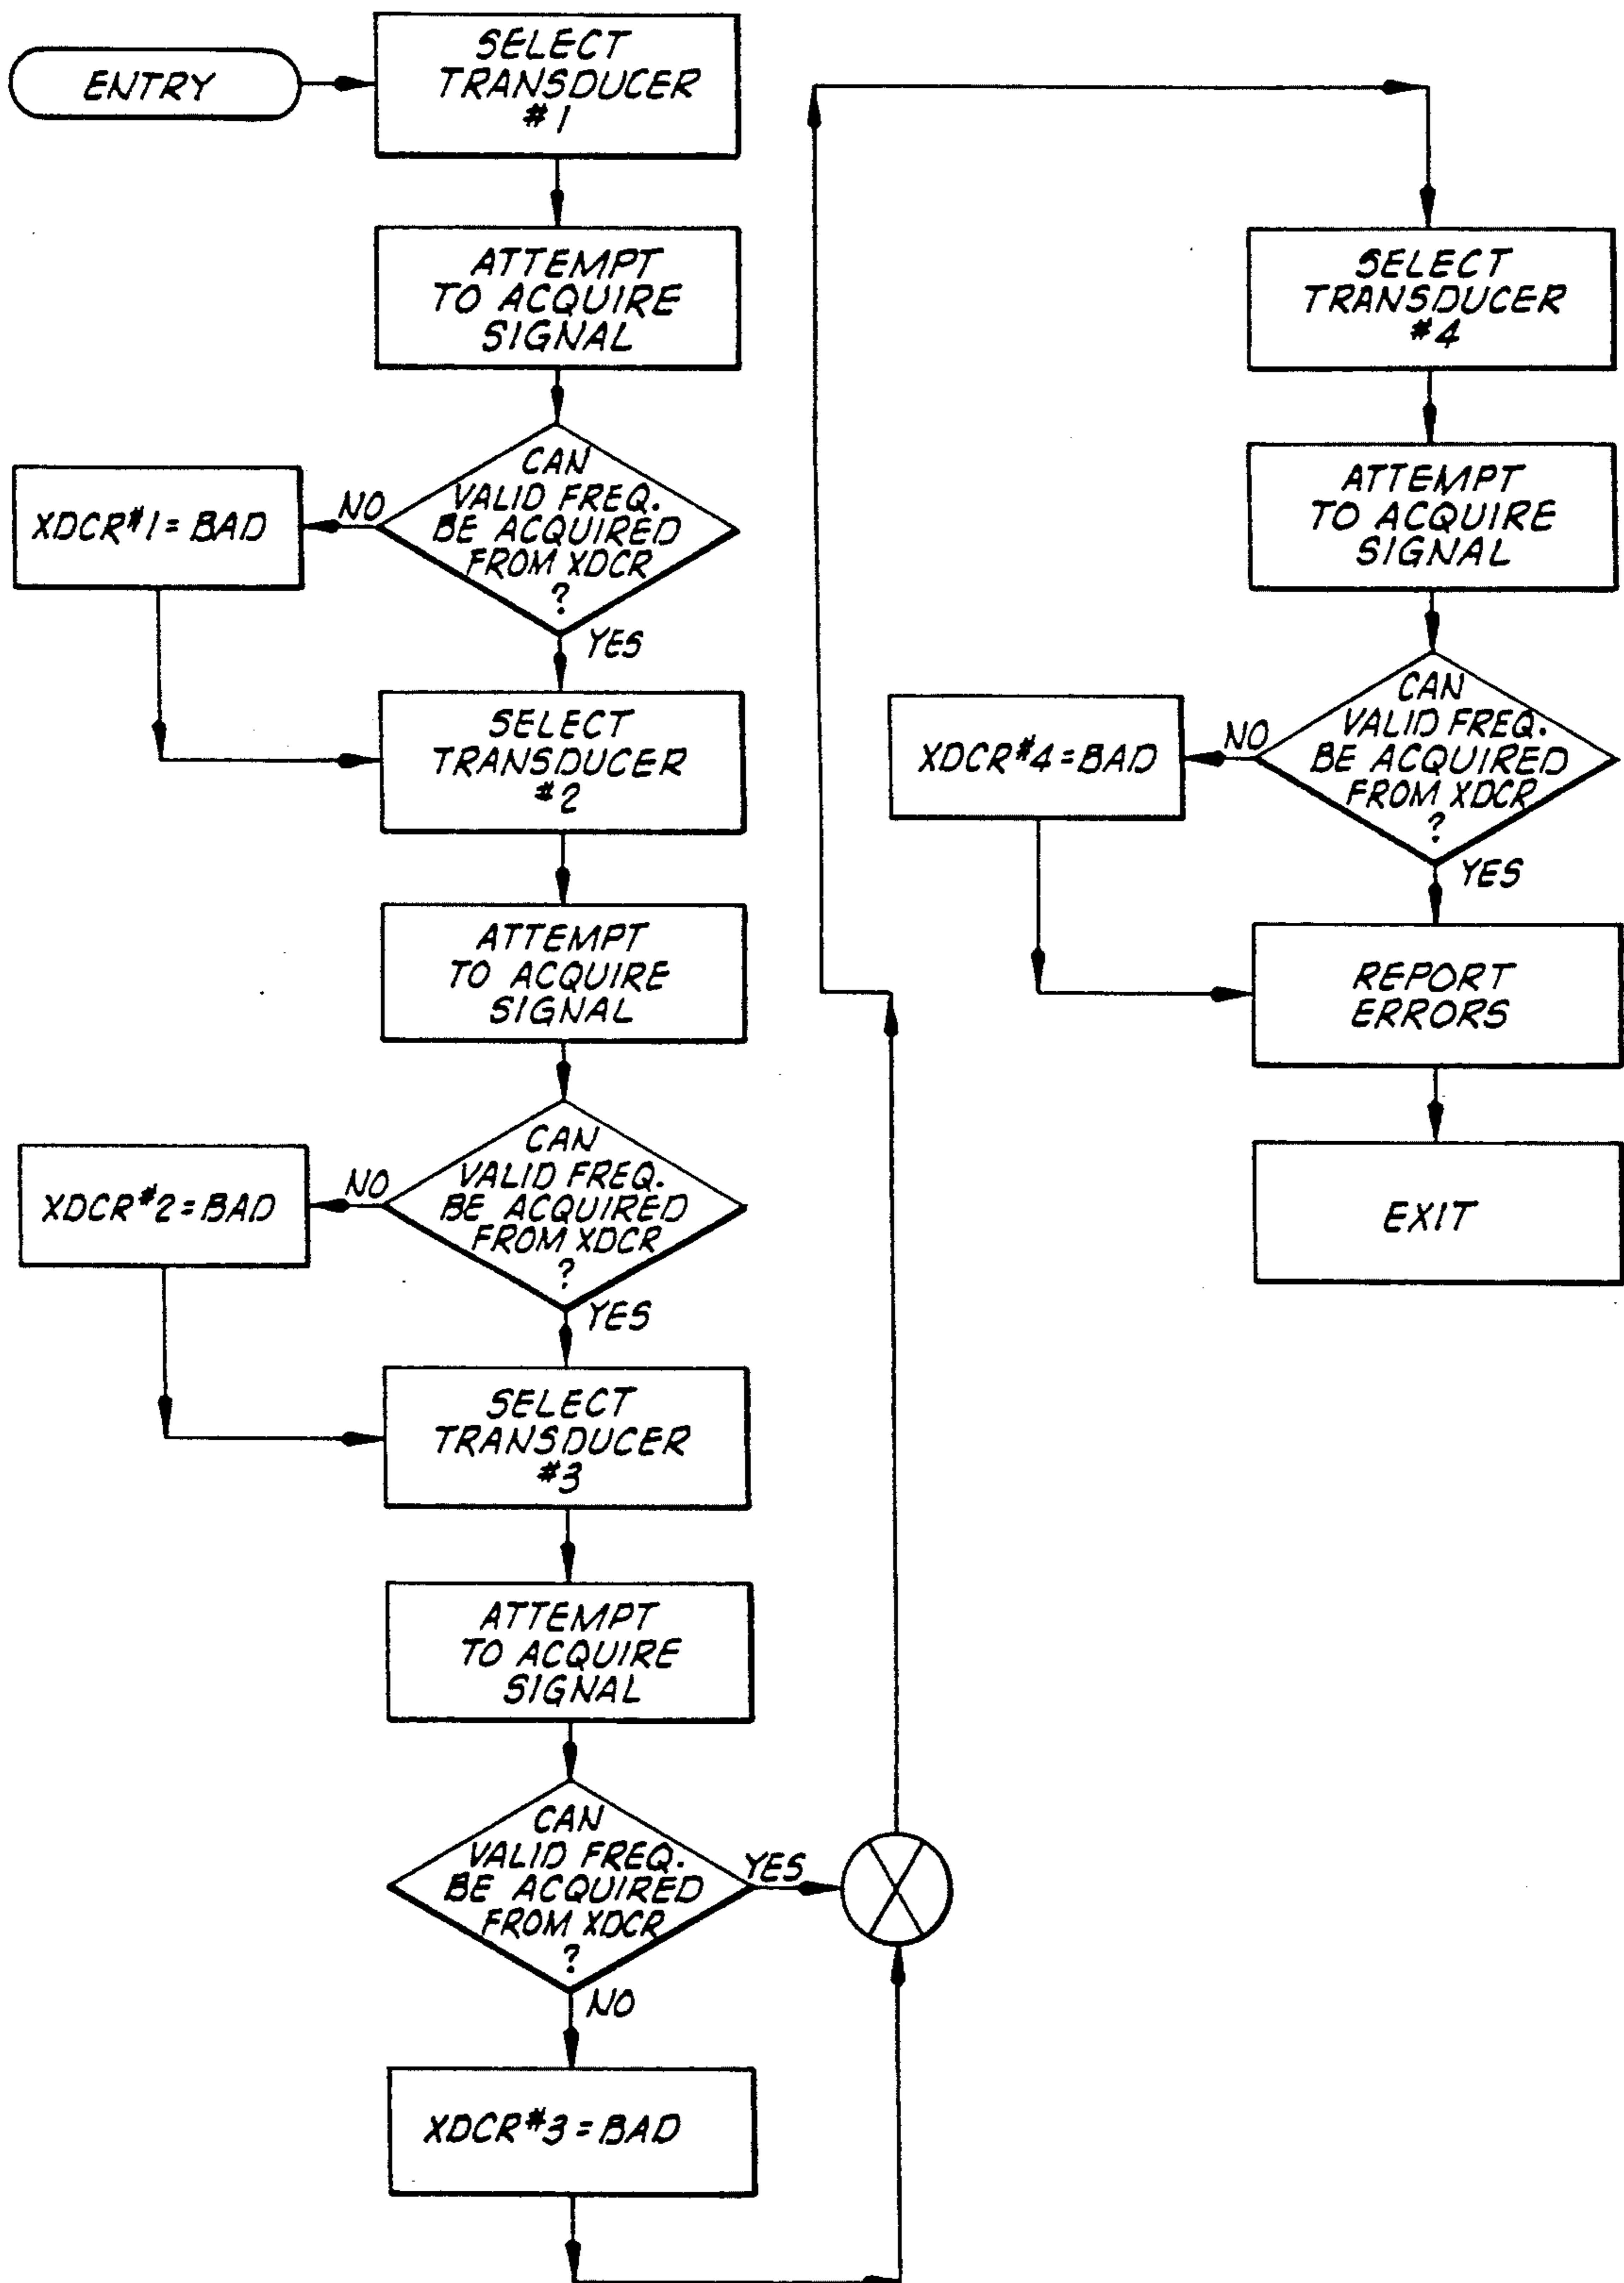 ENTRY
SELECT
TRANSDUCER
#1
ATTEMPT
TO ACQUIRE
SIGNAL
CAN
VALID FREQ.
BE ACQUIRED
FROM XDCR
?
NO
XDCR#1=BAD
YES
SELECT
TRANSDUCER
#2
ATTEMPT
TO ACQUIRE
SIGNAL
CAN
VALID FREQ.
BE ACQUIRED
FROM XDCR
?
NO
XDCR#2=BAD
YES
SELECT
TRANSDUCER
#3
ATTEMPT
TO ACQUIRE
SIGNAL
CAN
VALID FREQ.
BE ACQUIRED
FROM XDCR
?
YES
NO
XDCR#3=BAD
SELECT
TRANSDUCER
#4
ATTEMPT
TO ACQUIRE
SIGNAL
CAN
VALID FREQ.
BE ACQUIRED
FROM XDCR
?
NO
XDCR#4=BAD
YES
REPORT
ERRORS
EXIT